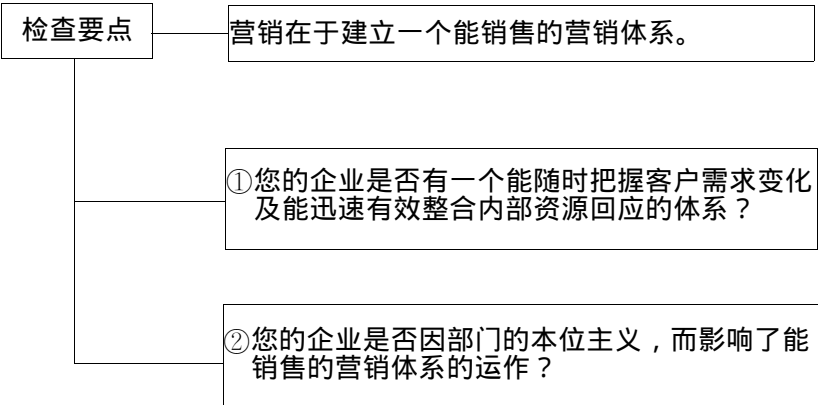 检查要点
营销在于建立一个能销售的营销体系。
①您的企业是否有一个能随时把握客户需求变化
及能迅速有效整合内部资源回应的体系？
②您的企业是否因部门的本位主义，而影响了能
销售的营销体系的运作？